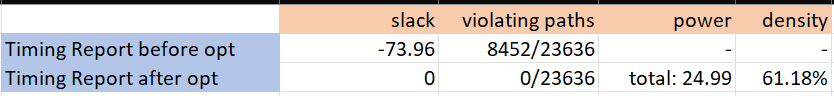 slack violating paths power density
Timing Report before opt -73.96 8452/23636 - -
Timing Report after opt 0 0/23636 total: 24.99 61.18%